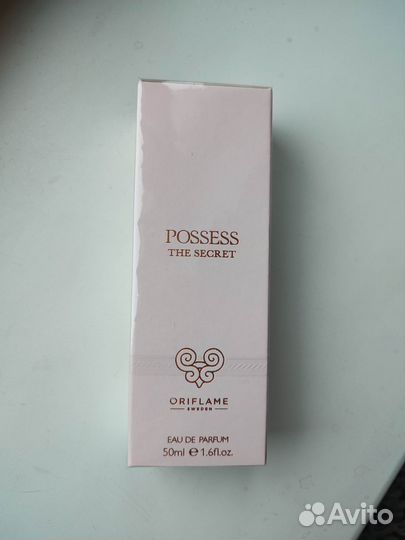 POSSESS
THE SECRET
ORIFLAME
SWEDEN
EAU DE PARFUM
50ml e 1.6fl.oz.
Avito